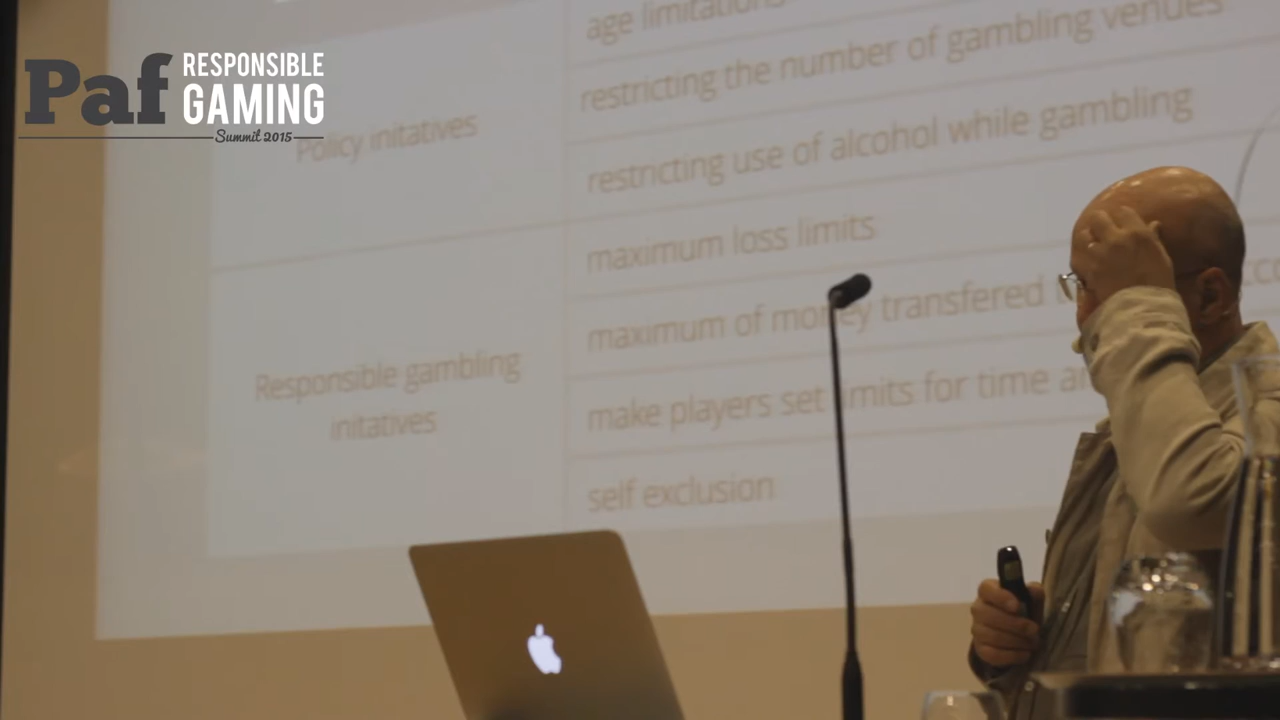 Paf RESPONSIBLE
GAMING
Summit 2015
age limitations
restricting the number of gambling venues
Policy initatives
restricting use of alcohol while gambling
maximum loss limits
maximum of money transfered
Responsible gambling
initatives
make players set limits for time
self exclusion